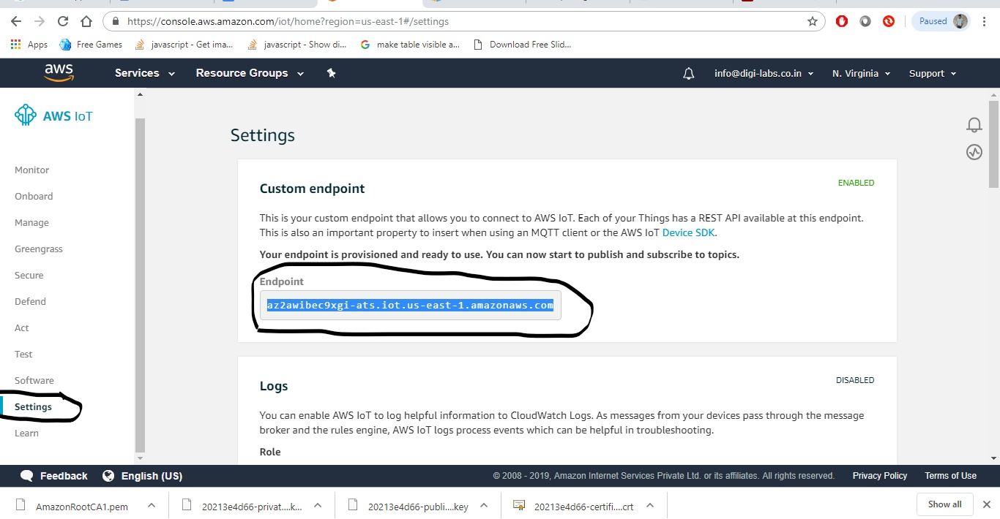 https://console.aws.amazon.com/iot/home?region=us-east-1#/settings
Paused
Apps
Free Games
javascript - Get ima...
javascript - Show di...
make table visible a...
Download Free Slid...
aws
Services
Resource Groups
info@digi-labs.co.in
N. Virginia
Support
AWS IoT
Monitor
Onboard
Manage
Greengrass
Secure
Defend
Act
Test
Software
Settings
Learn
Settings
Custom endpoint
ENABLED
This is your custom endpoint that allows you to connect to AWS IoT. Each of your Things has a REST API available at this endpoint.
This is also an important property to insert when using an MQTT client or the AWS IoT Device SDK.
Your endpoint is provisioned and ready to use. You can now start to publish and subscribe to topics.
Endpoint
az2awibec9xgi-ats.iot.us-east-1.amazonaws.com
Logs
DISABLED
You can enable AWS IoT to log helpful information to CloudWatch Logs. As messages from your devices pass through the message
broker and the rules engine, AWS IoT logs process events which can be helpful in troubleshooting.
Role
Feedback
English (US)
© 2008 - 2019, Amazon Internet Services Private Ltd. or its affiliates. All rights reserved.
Privacy Policy
Terms of Use
AmazonRootCA1.pem
20213e4d66-privat....k...
20213e4d66-publi....key
20213e4d66-certifi....crt
Show all